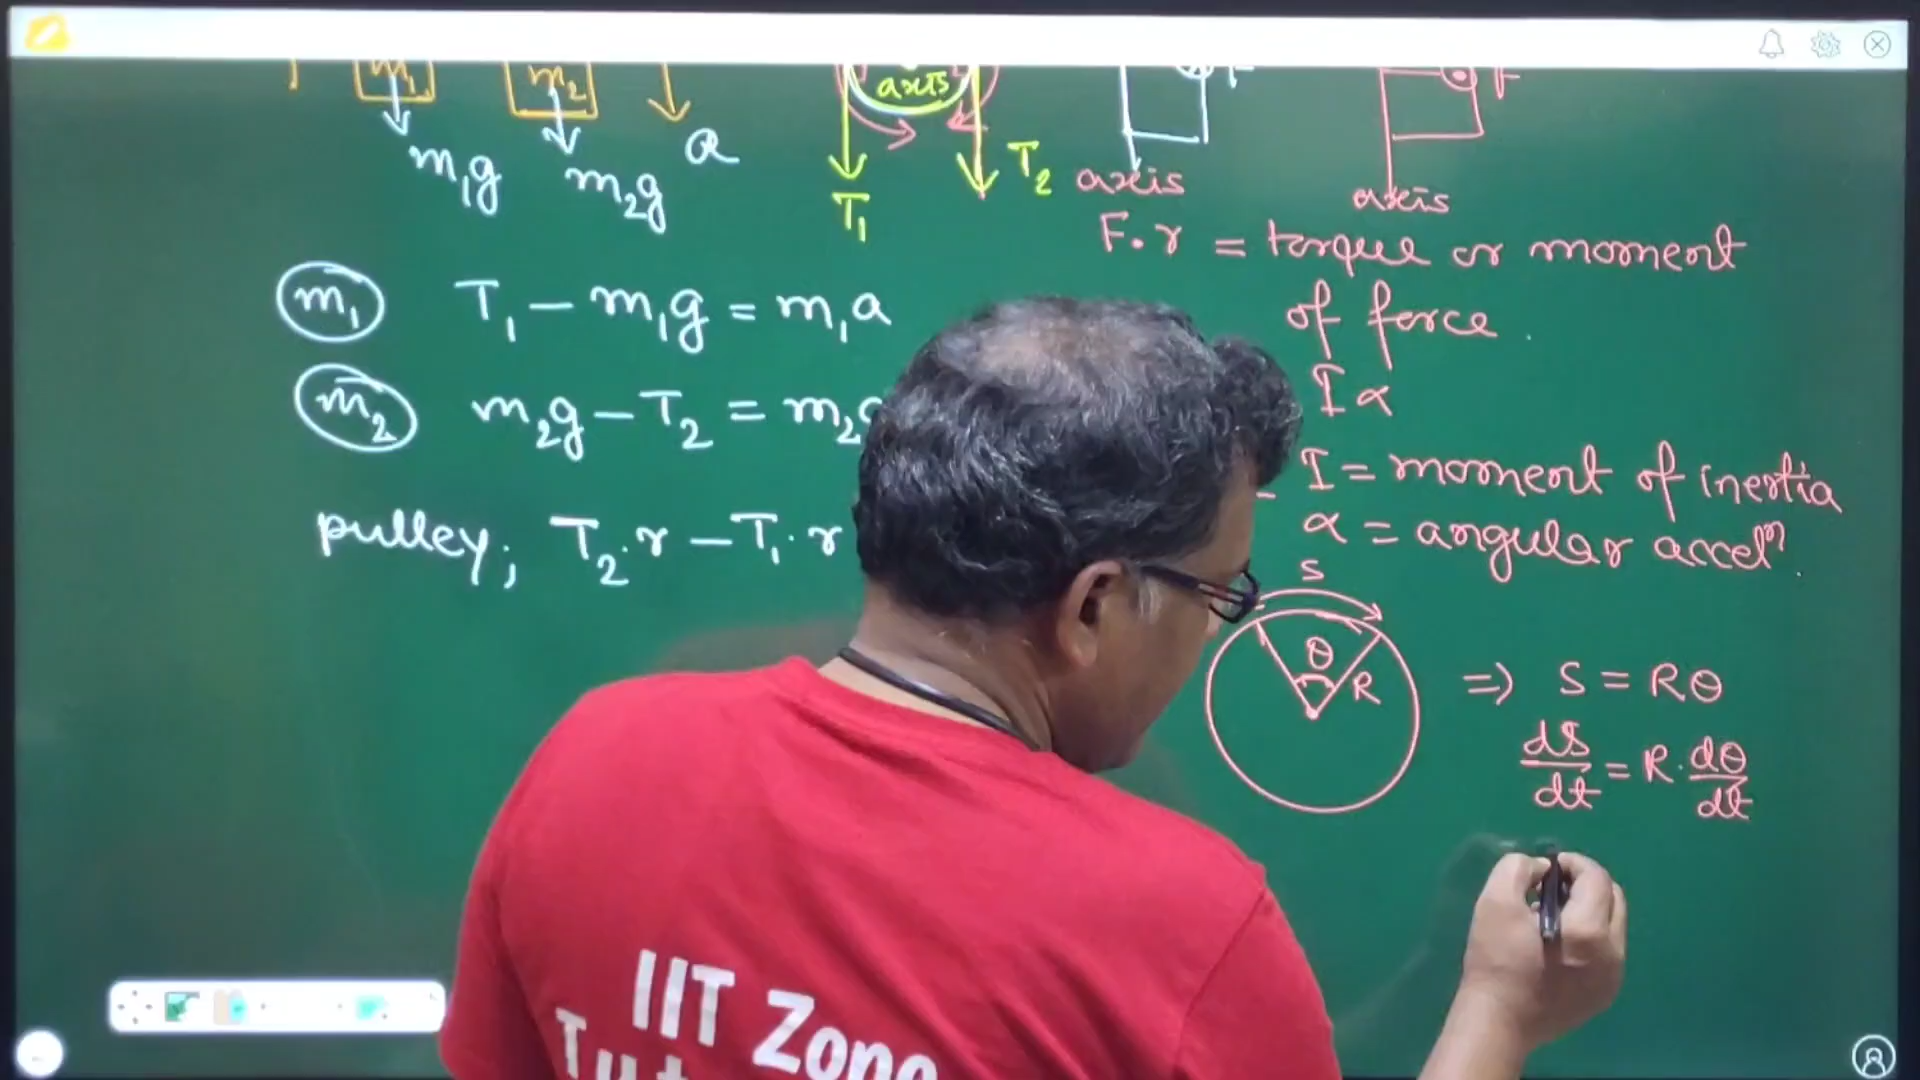 m₁
m₂
axis
a
m₁g
m₂g
T₁
T₂
axis
axis
F.r = torque or moment
of force.
Iα
I = moment of inertia
α = angular accelⁿ.
m₁ T₁ - m₁g = m₁a
m₂ m₂g - T₂ = m₂
pulley; T₂.r - T₁.r
S
θ
R
=> S = Rθ
dS/dt = R. dθ/dt
IIT Zone